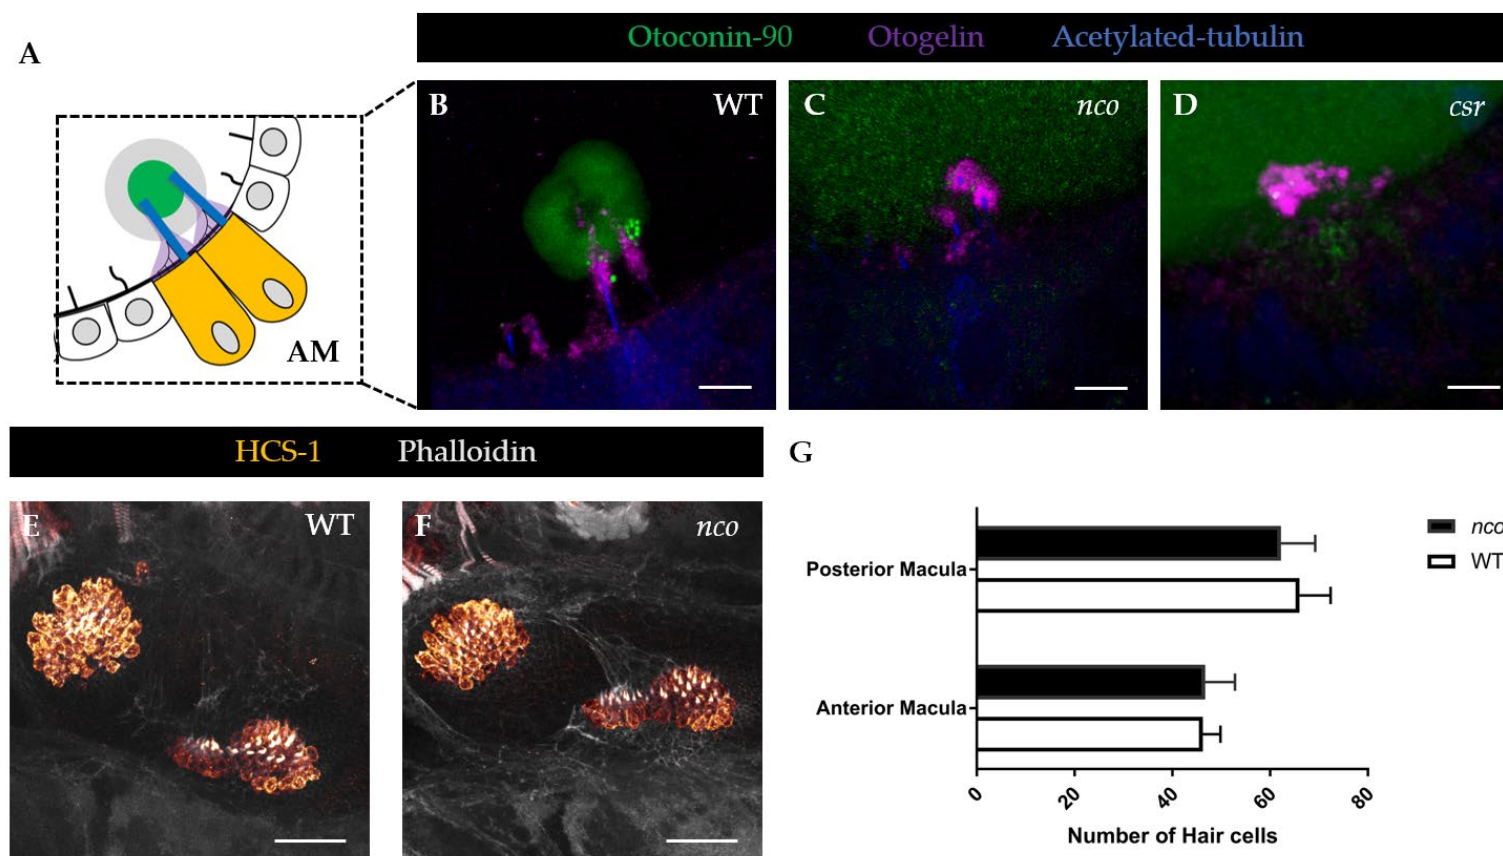 A
Otoconin-90 Otogelin Acetylated-tubulin
B WT
C nco
D csr
AM
HCS-1 Phalloidin
E WT
F nco
G
Posterior Macula
Anterior Macula
0 20 40 60 80
Number of Hair cells
nco
WT